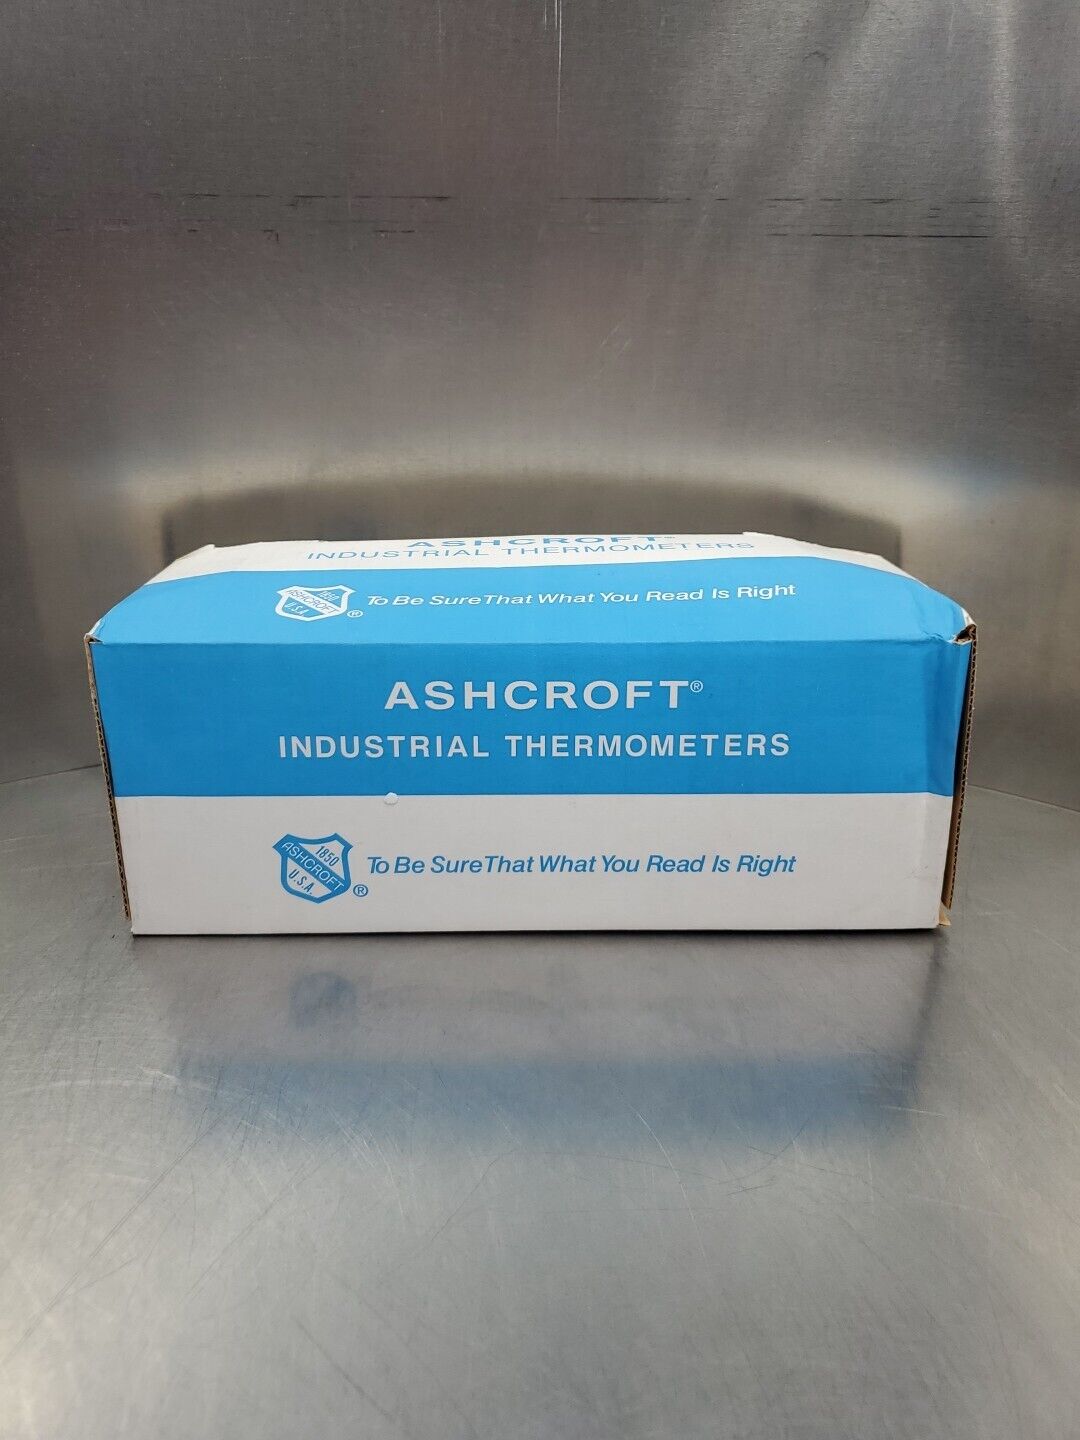 ASHCROFT®
INDUSTRIAL THERMOMETERS
1850
ASHCROFT
U.S.A.
®
To Be Sure That What You Read Is Right
ASHCROFT®
INDUSTRIAL THERMOMETERS
1850
ASHCROFT
U.S.A.
®
To Be Sure That What You Read Is Right